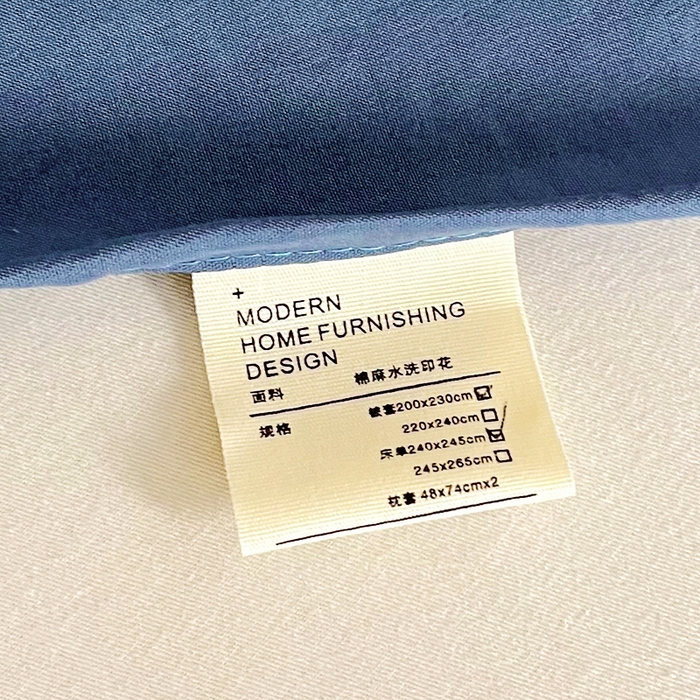 +
MODERN
HOME FURNISHING
DESIGN
面料 棉麻水洗印花
规格 被套200x230cm☑
220x240cm☐
床单240x245cm☑
245x265cm☐
枕套 48x74cmx2